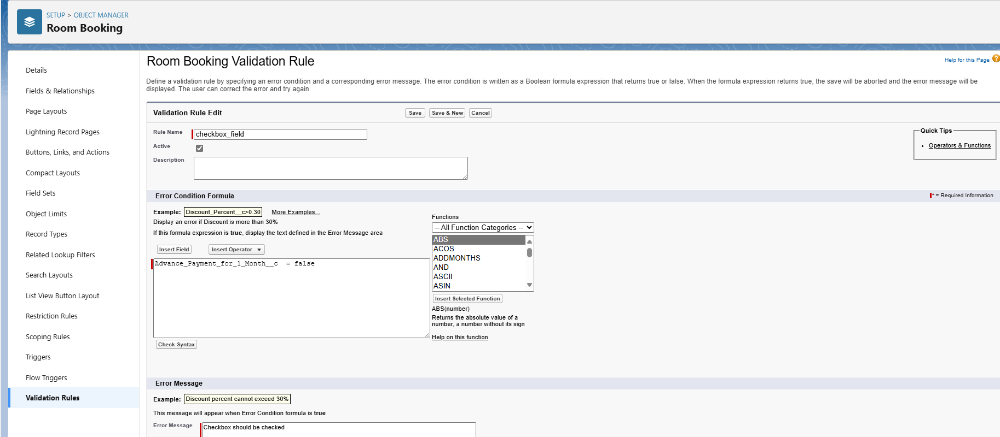 SETUP > OBJECT MANAGER
Room Booking
Details
Fields & Relationships
Page Layouts
Lightning Record Pages
Buttons, Links, and Actions
Compact Layouts
Field Sets
Object Limits
Record Types
Related Lookup Filters
Search Layouts
List View Button Layout
Restriction Rules
Scoping Rules
Triggers
Flow Triggers
Validation Rules
Room Booking Validation Rule
Help for this Page ?
Define a validation rule by specifying an error condition and a corresponding error message. The error condition is written as a Boolean formula expression that returns true or false. When the formula expression returns true, the save will be aborted and the error message will be
displayed. The user can correct the error and try again.
Validation Rule Edit
Save
Save & New
Cancel
Rule Name
checkbox_field
Active
Description
Quick Tips
• Operators & Functions
Error Condition Formula
* = Required Information
Example: Discount_Percent__c>0.30 More Examples...
Display an error if Discount is more than 30%
If this formula expression is true, display the text defined in the Error Message area
Insert Field
Insert Operator ▼
Advance_Payment_for_1_Month__c  = false
Check Syntax
Functions
-- All Function Categories --
ABS
ACOS
ADDMONTHS
AND
ASCII
ASIN
Insert Selected Function
ABS(number)
Returns the absolute value of a
number, a number without its sign
Help on this function
Error Message
Example: Discount percent cannot exceed 30%
This message will appear when Error Condition formula is true
Error Message
Checkbox should be checked